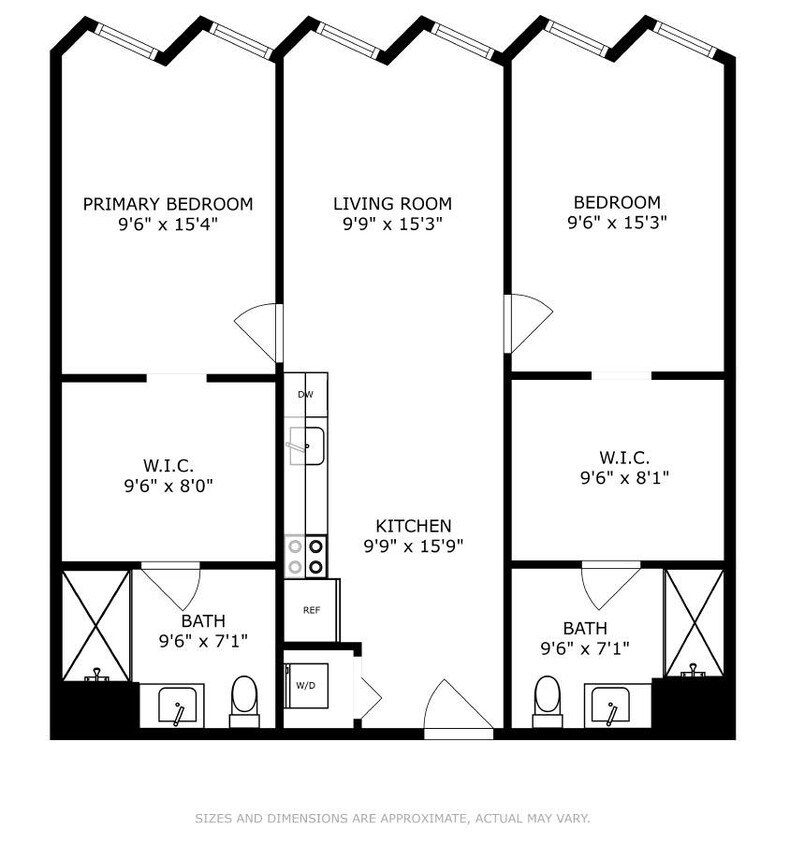 PRIMARY BEDROOM
9'6" x 15'4"
LIVING ROOM
9'9" x 15'3"
BEDROOM
9'6" x 15'3"
DW
W.I.C.
9'6" x 8'0"
W.I.C.
9'6" x 8'1"
KITCHEN
9'9" x 15'9"
REF
BATH
9'6" x 7'1"
BATH
9'6" x 7'1"
W/D
SIZES AND DIMENSIONS ARE APPROXIMATE, ACTUAL MAY VARY.